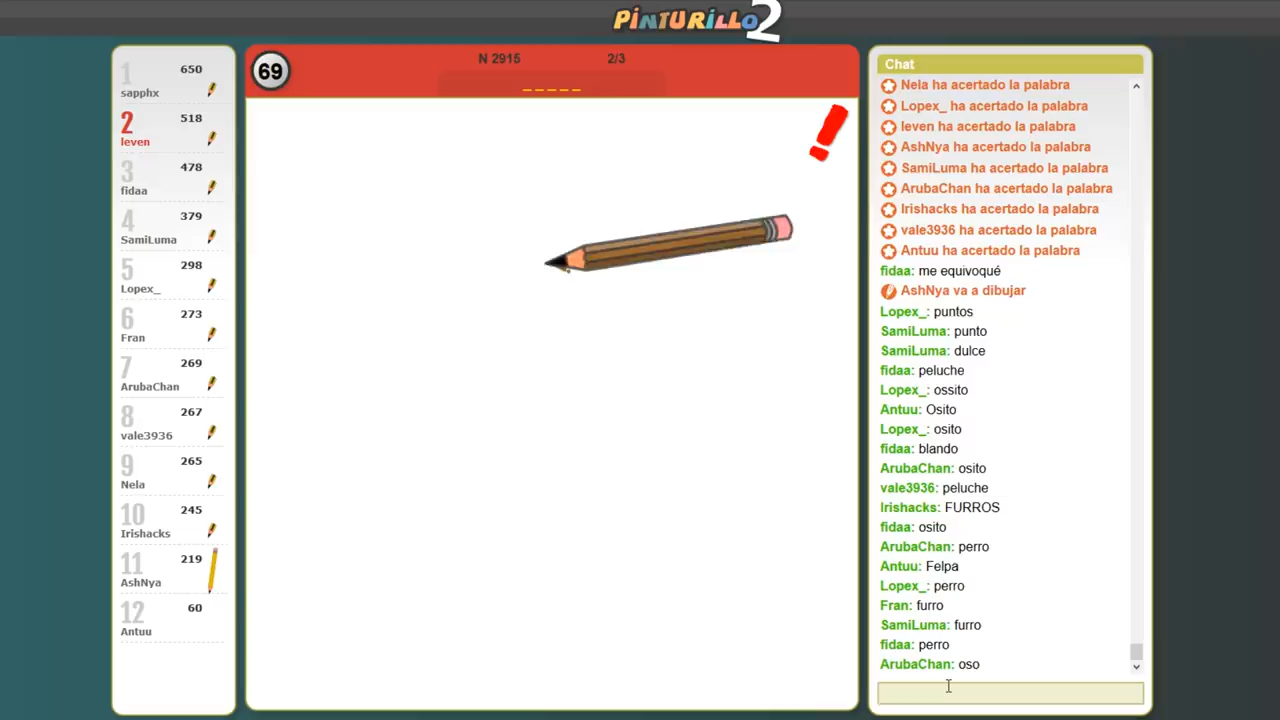 PiNTURiLLO 2
1 650
sapphx
2 518
leven
3 478
fidaa
4 379
SamiLuma
5 298
Lopex_
6 273
Fran
7 269
ArubaChan
8 267
vale3936
9 265
Nela
10 245
Irishacks
11 219
AshNya
12 60
Antuu
69
N 2915 2/3
_ _ _ _ _
!
Chat
Nela ha acertado la palabra
Lopex_ ha acertado la palabra
leven ha acertado la palabra
AshNya ha acertado la palabra
SamiLuma ha acertado la palabra
ArubaChan ha acertado la palabra
Irishacks ha acertado la palabra
vale3936 ha acertado la palabra
Antuu ha acertado la palabra
fidaa: me equivoqué
AshNya va a dibujar
Lopex_: puntos
SamiLuma: punto
SamiLuma: dulce
fidaa: peluche
Lopex_: ossito
Antuu: Osito
Lopex_: osito
fidaa: blando
ArubaChan: osito
vale3936: peluche
Irishacks: FURROS
fidaa: osito
ArubaChan: perro
Antuu: Felpa
Lopex_: perro
Fran: furro
SamiLuma: furro
fidaa: perro
ArubaChan: oso